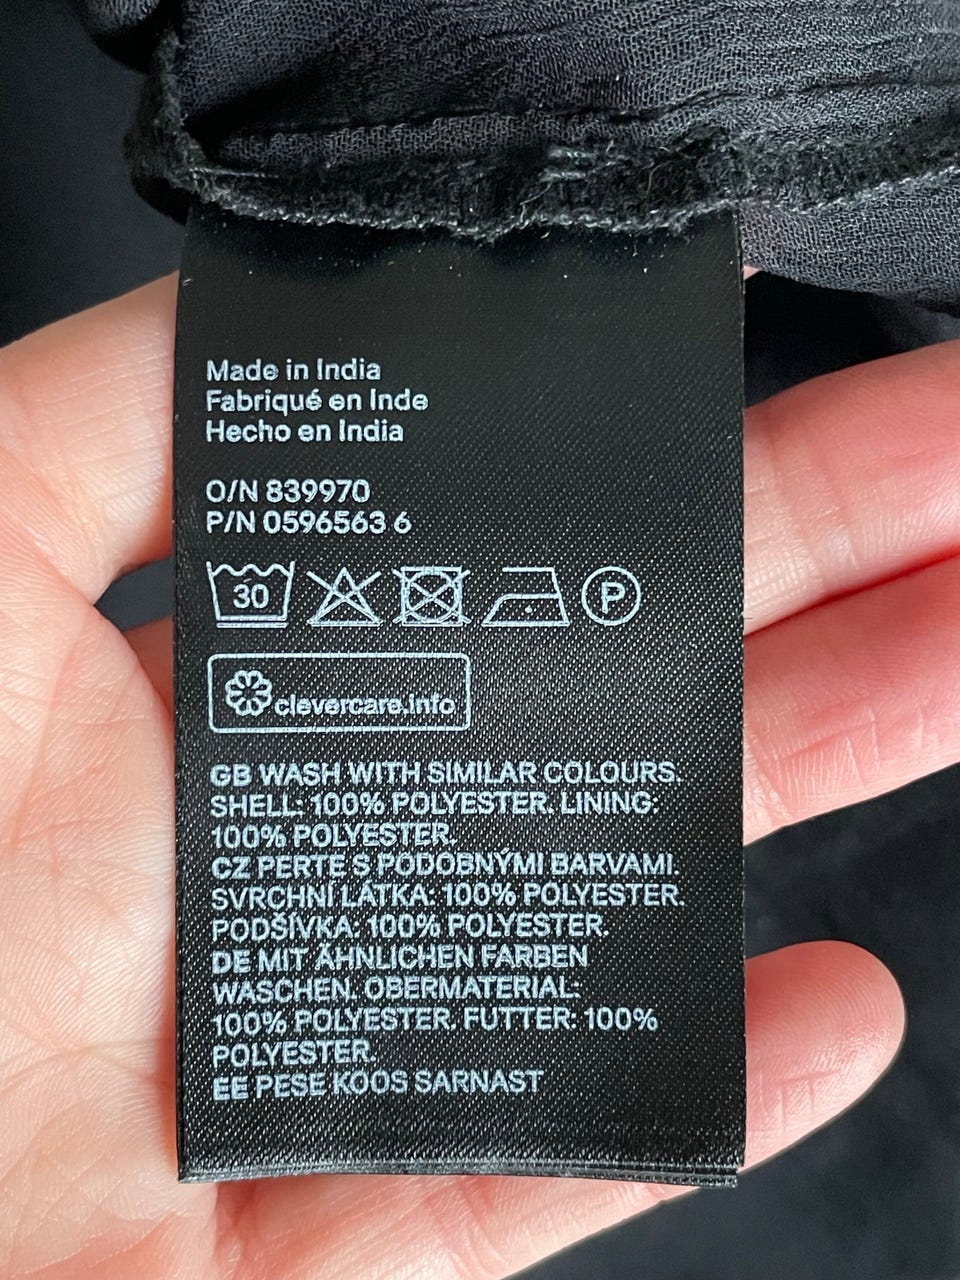 Made in India
Fabriqué en Inde
Hecho en India
O/N 839970
P/N 0596563 6
30 P
clevercare.info
GB WASH WITH SIMILAR COLOURS.
SHELL: 100% POLYESTER. LINING:
100% POLYESTER.
CZ PERTE S PODOBNÝMI BARVAMI.
SVRCHNÍ LÁTKA: 100% POLYESTER.
PODŠÍVKA: 100% POLYESTER.
DE MIT ÄHNLICHEN FARBEN
WASCHEN. OBERMATERIAL:
100% POLYESTER. FUTTER: 100%
POLYESTER.
EE PESE KOOS SARNAST